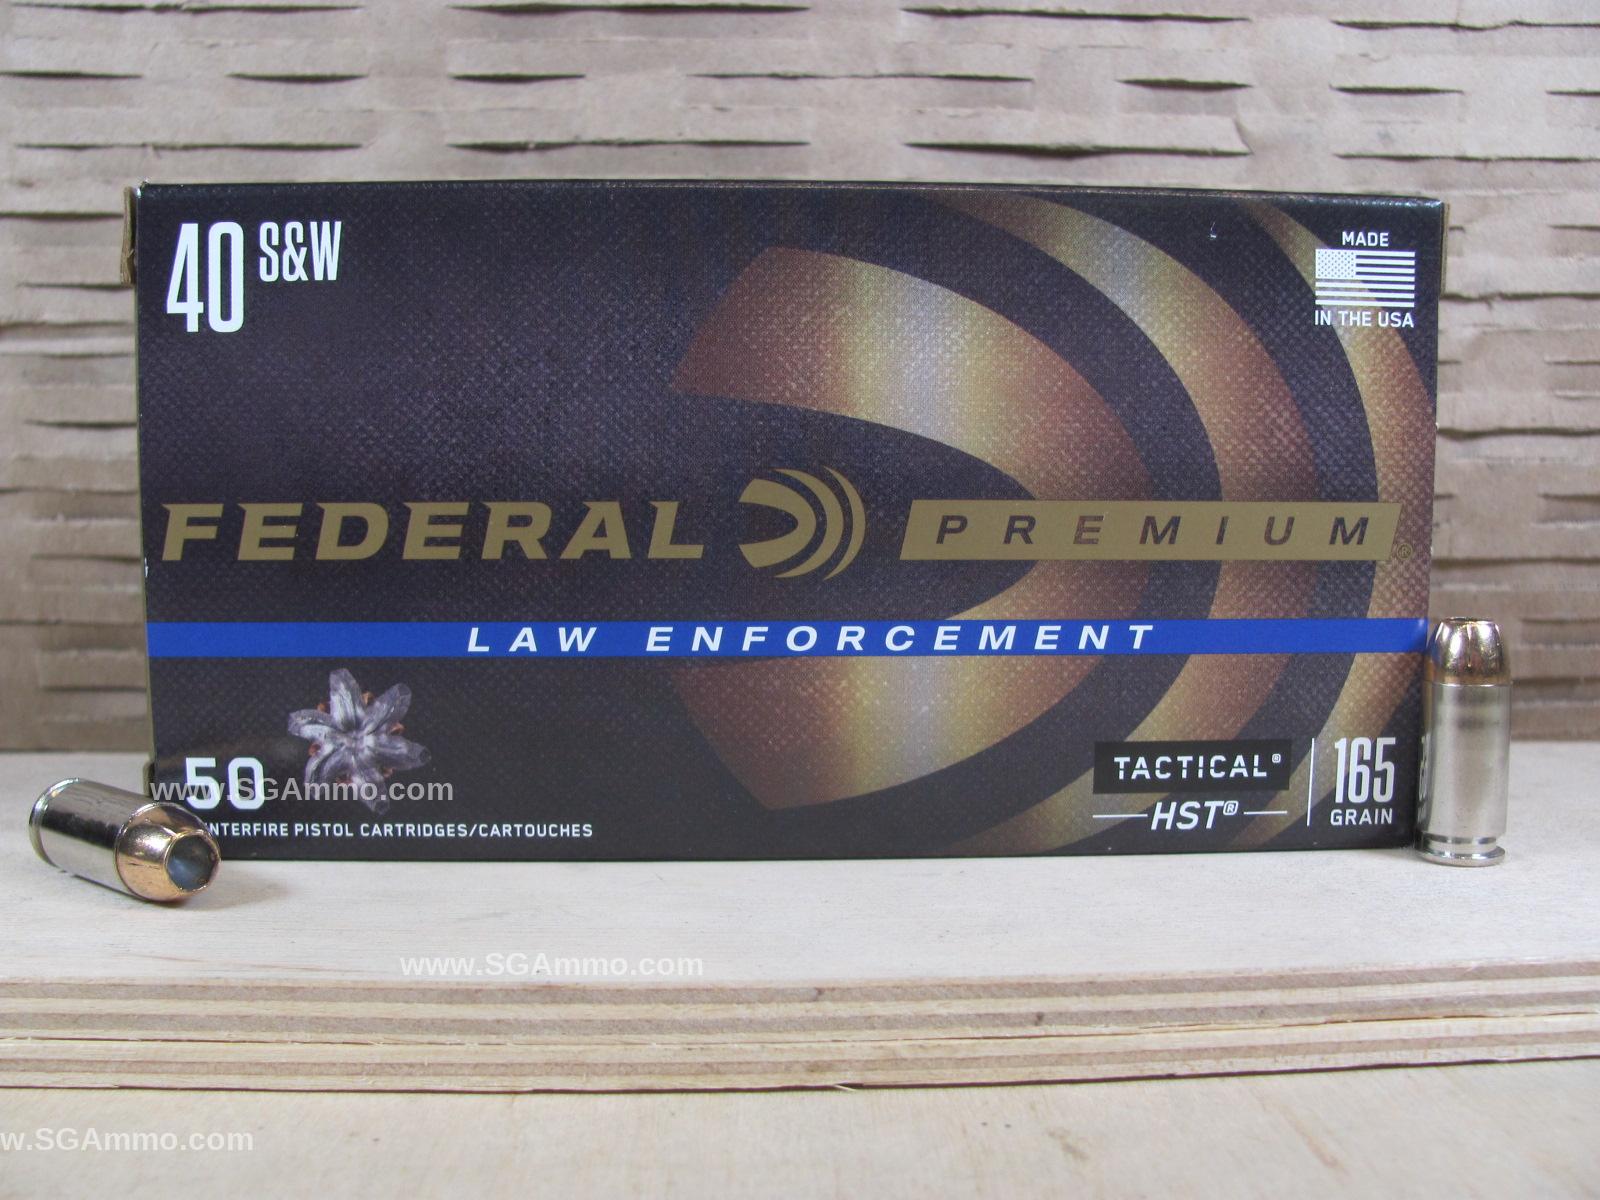 40 S&W
MADE
IN THE USA
FEDERAL PREMIUM®
LAW ENFORCEMENT
50
NTERFIRE PISTOL CARTRIDGES/CARTOUCHES
TACTICAL®
HST®
165
GRAIN
www.SGAmmo.com
www.SGAmmo.com
w.SGAmmo.com